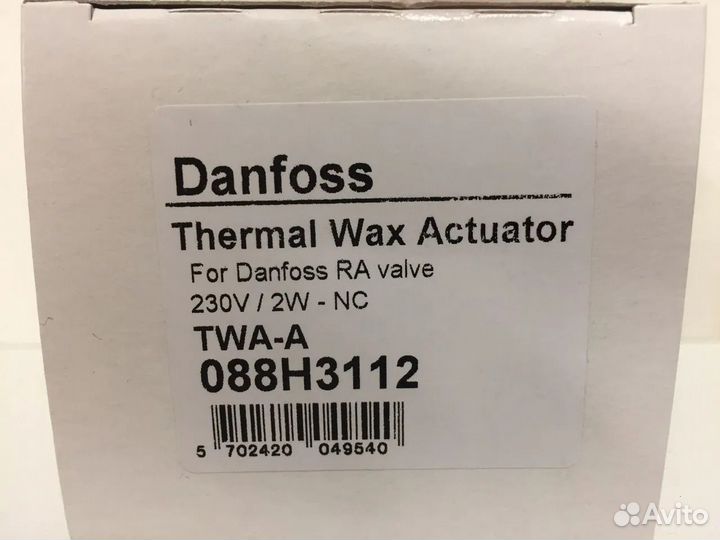 Danfoss
Thermal Wax Actuator
For Danfoss RA valve
230V / 2W - NC
TWA-A
088H3112
5 702420 049540
Avito